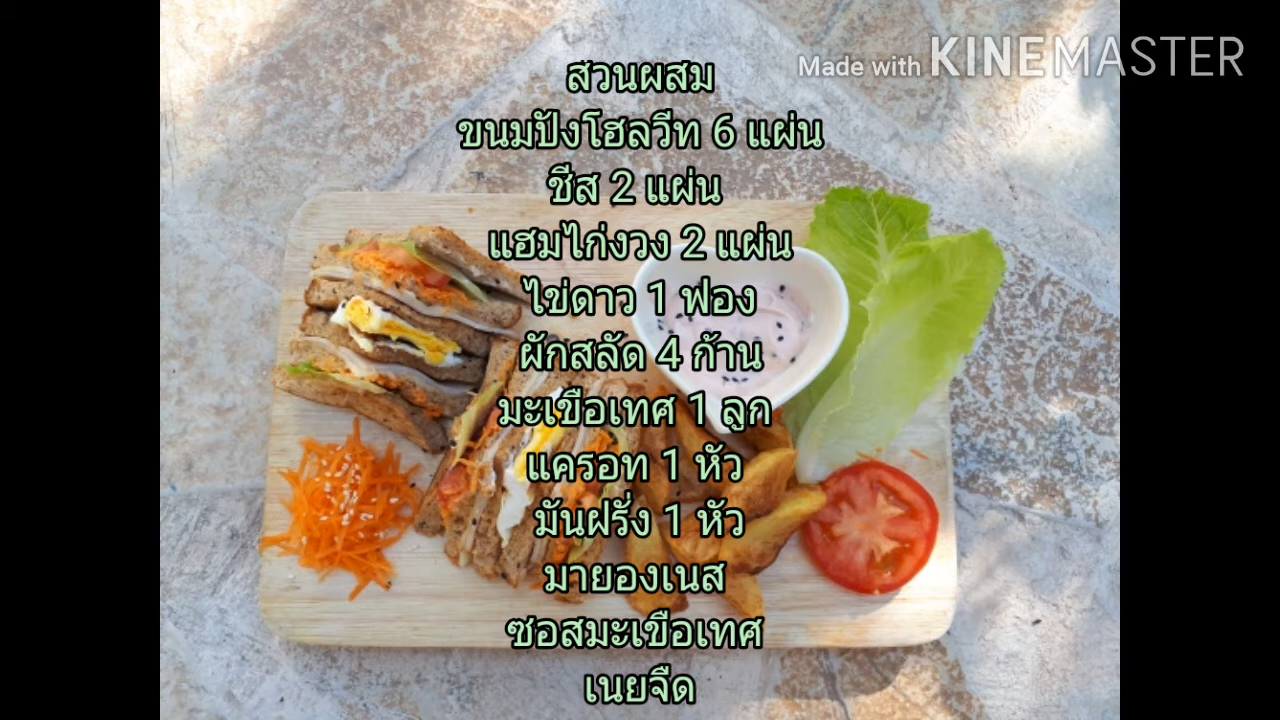 Made with KINEMASTER
ส่วนผสม
ขนมปังโฮลวีท 6 แผ่น
ชีส 2 แผ่น
แฮมไก่งวง 2 แผ่น
ไข่ดาว 1 ฟอง
ผักสลัด 4 ก้าน
มะเขือเทศ 1 ลูก
แครอท 1 หัว
มันฝรั่ง 1 หัว
มายองเนส
ซอสมะเขือเทศ
เนยจืด